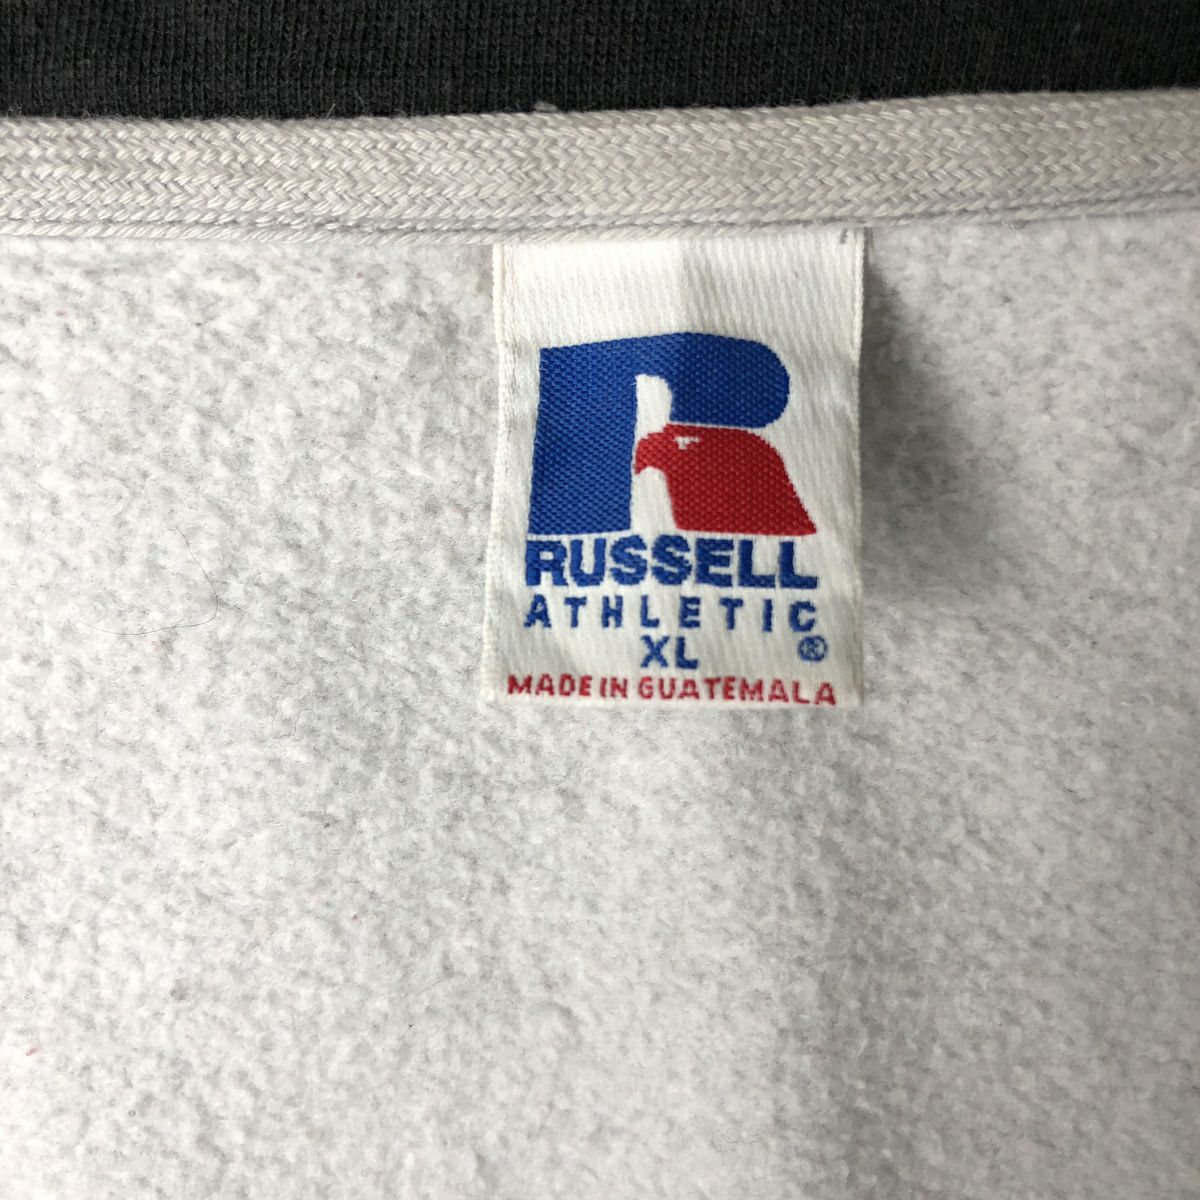 RUSSELL
ATHLETIC
XL ®
MADE IN GUATEMALA